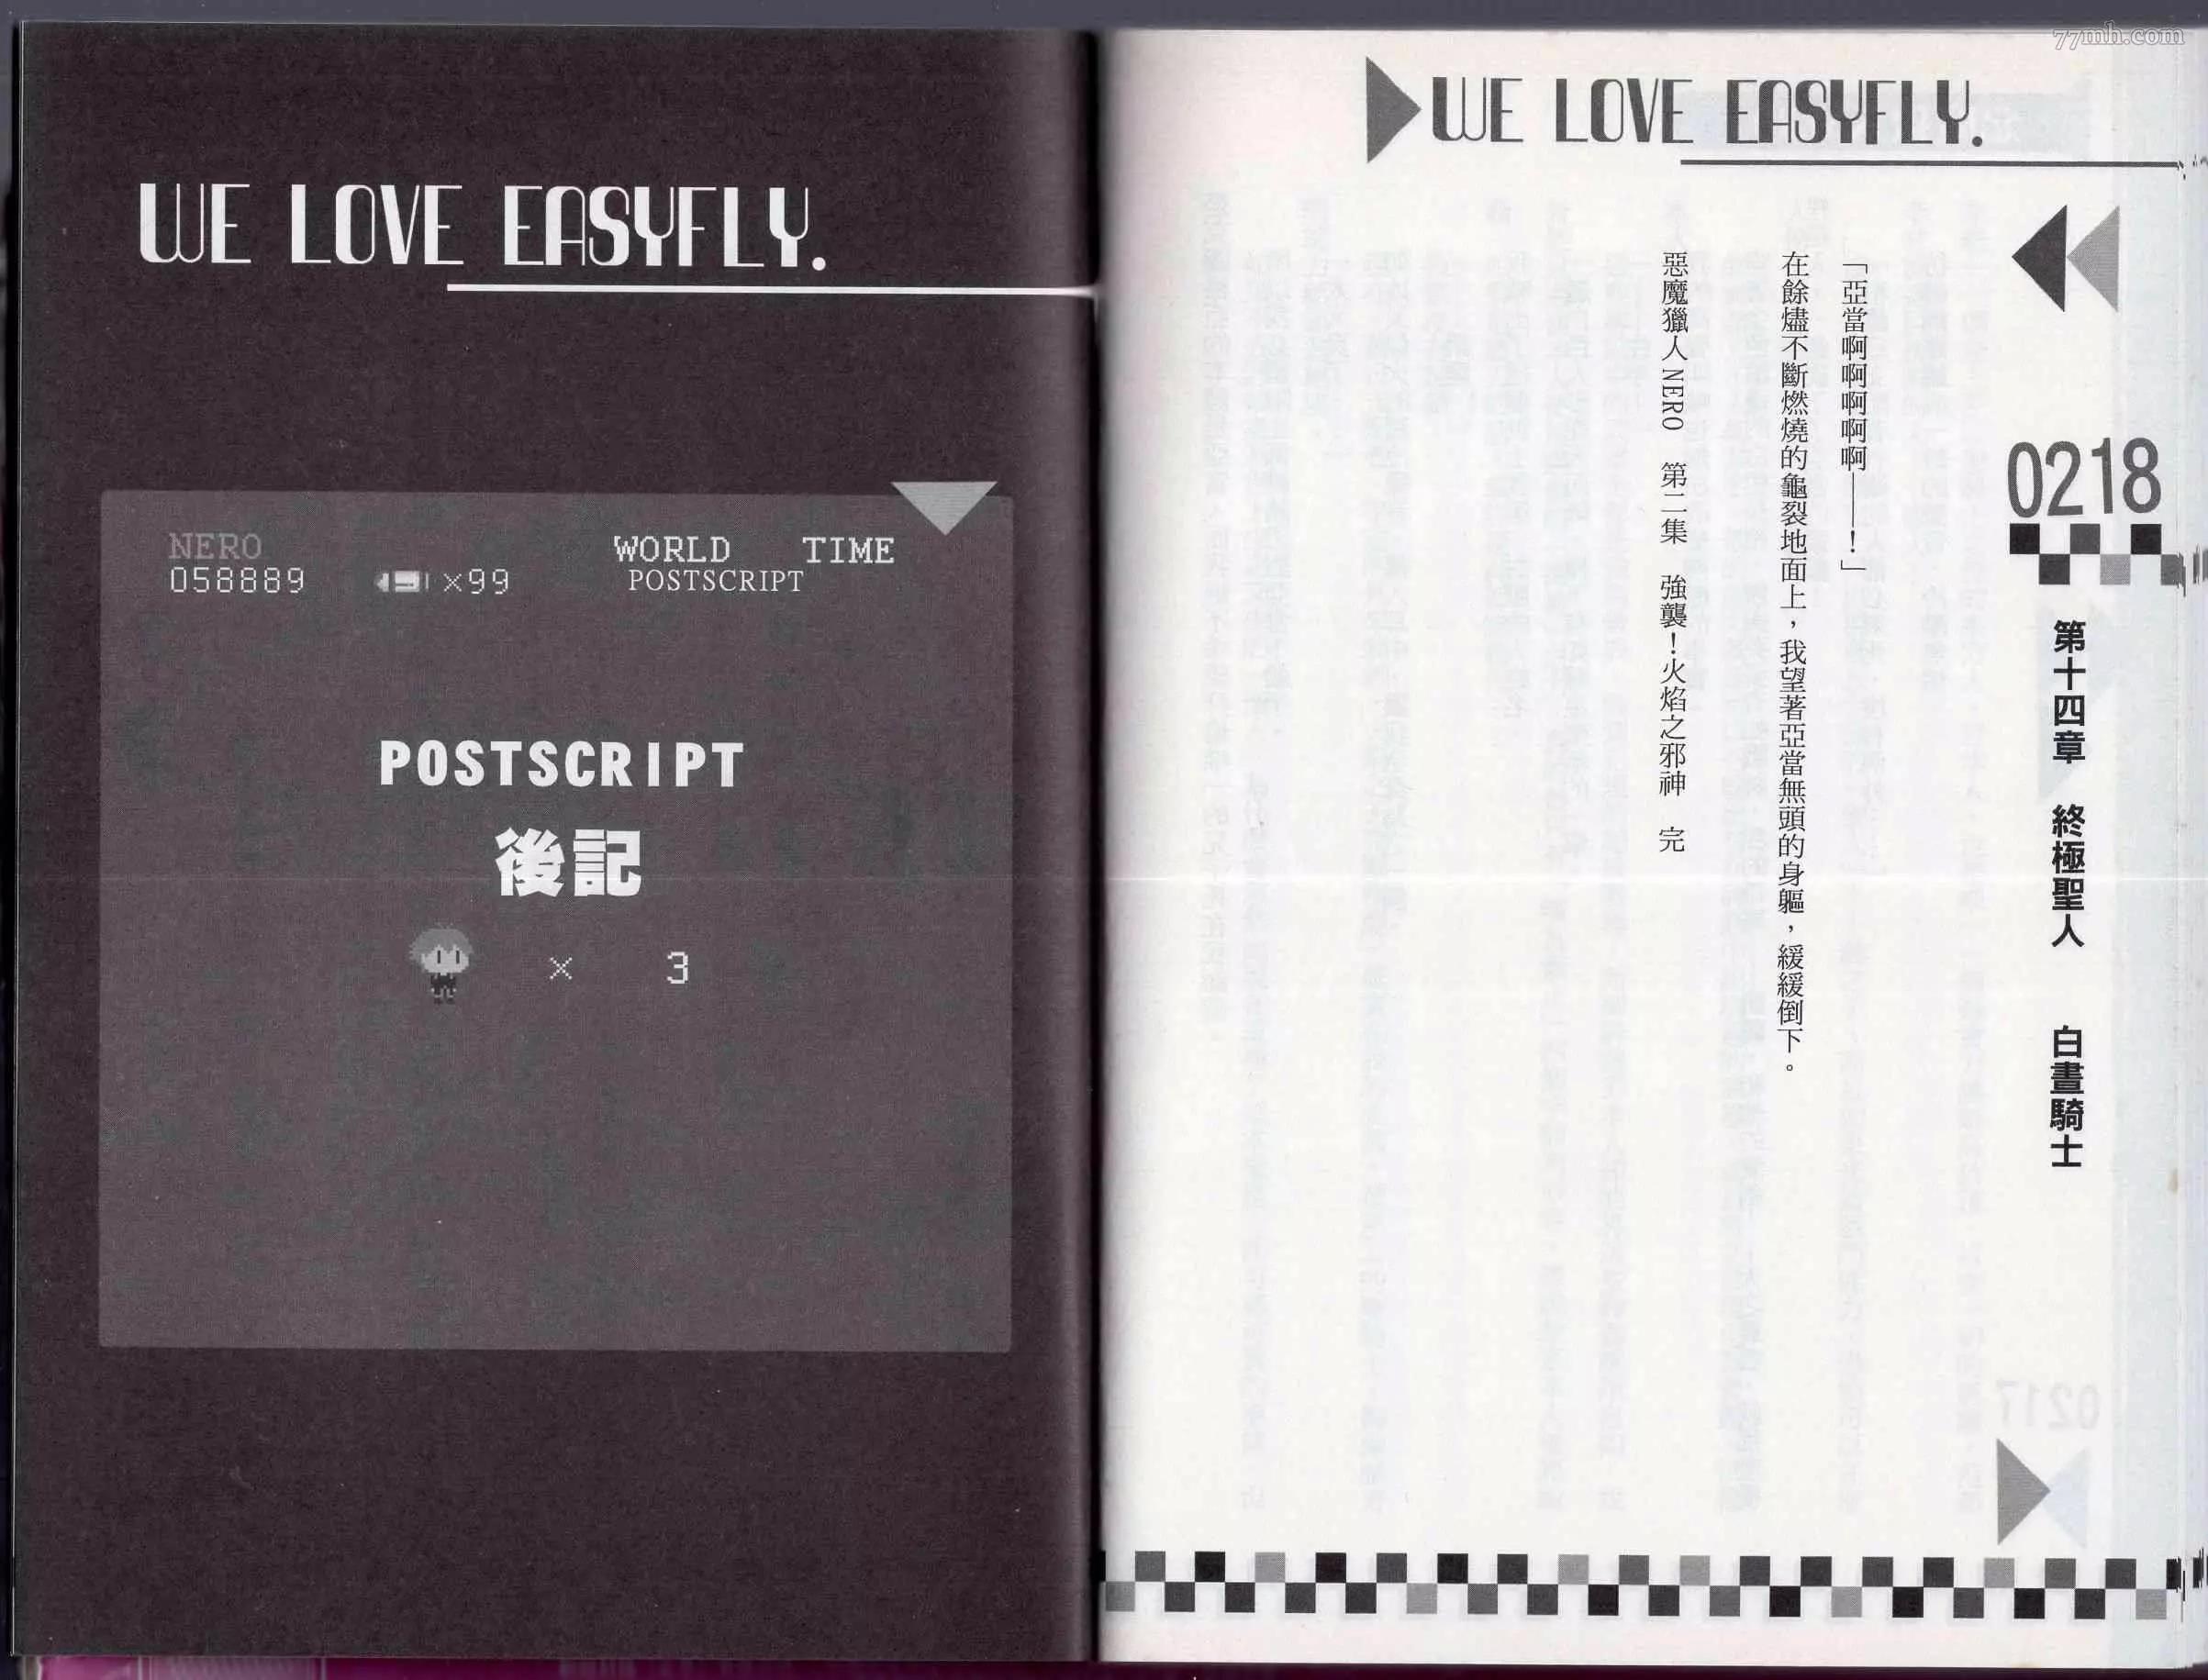 77mh.com
WE LOVE EASYFLY.
0218
第十四章　終極聖人　白晝騎士
「亞當啊啊啊啊啊——！」
在餘燼不斷燃燒的龜裂地面上，我望著亞當無頭的身軀，緩緩倒下。
惡魔獵人NERO　第二集　強襲！火焰之邪神　完
0217
WE LOVE EASYFLY.
NERO WORLD TIME
058889 ×99 POSTSCRIPT
POSTSCRIPT
後記
× 3